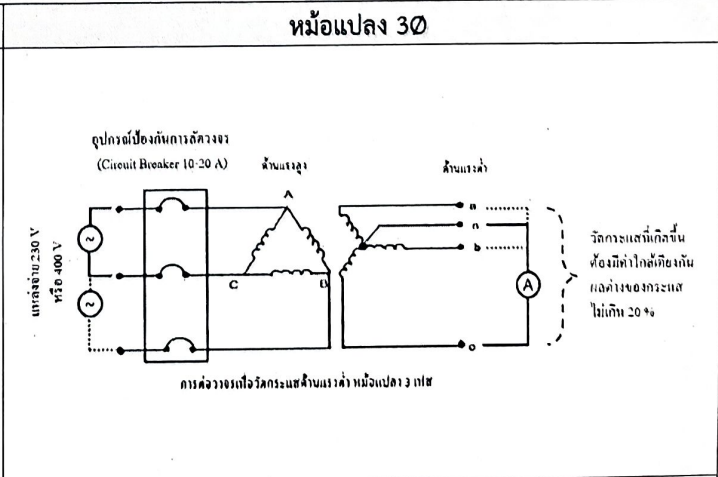 หม้อแปลง 3Ø
อุปกรณ์ป้องกันการลัดวงจร
(Circuit Breaker 10-20 A)
ด้านแรงสูง
ด้านแรงต่ำ
แหล่งจ่าย 230 V
หรือ 400 V
~
~
A
C
B
a
n
b
c
A
วัดกระแสที่เกิดขึ้น
ต้องมีค่าใกล้เคียงกัน
ผลต่างของกระแส
ไม่เกิน 20 %
การต่อวงจรเพื่อวัดกระแสด้านแรงต่ำ หม้อแปลง 3 เฟส